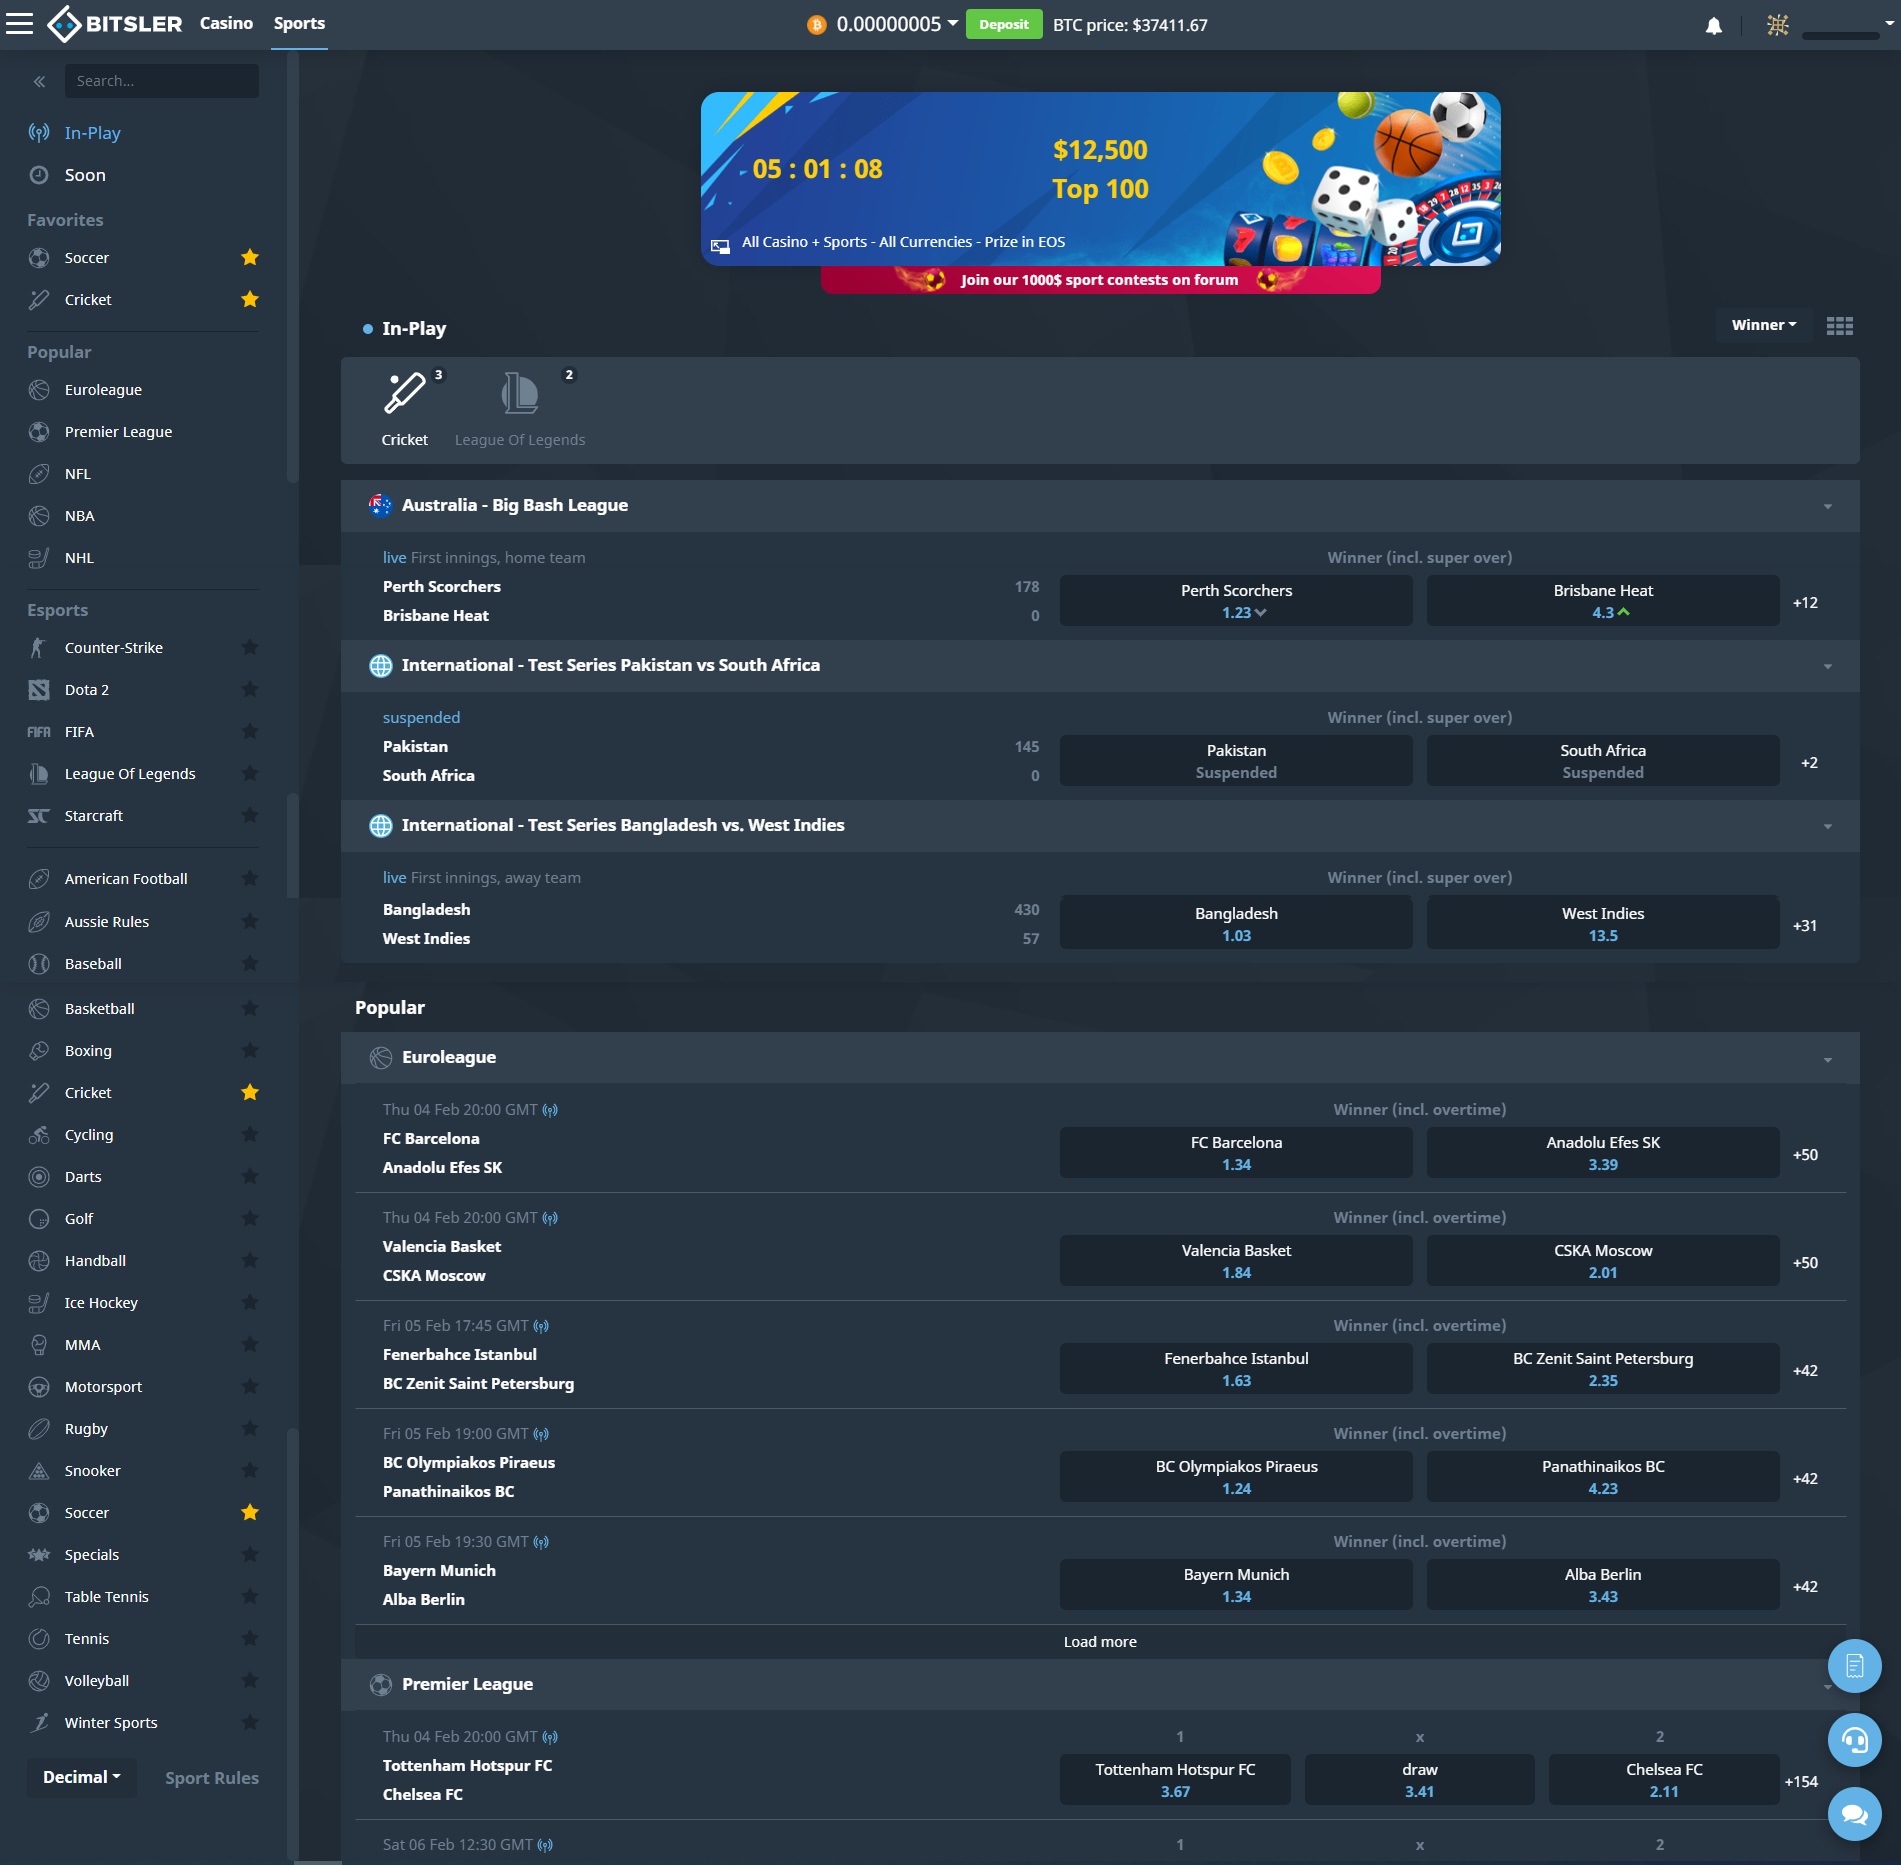 BITSLER
Casino
Sports
0.00000005
Deposit
BTC price: $37411.67
Search...
In-Play
Soon
Favorites
Soccer
Cricket
Popular
Euroleague
Premier League
NFL
NBA
NHL
Esports
Counter-Strike
Dota 2
FIFA FIFA
League Of Legends
Starcraft
American Football
Aussie Rules
Baseball
Basketball
Boxing
Cricket
Cycling
Darts
Golf
Handball
Ice Hockey
MMA
Motorsport
Rugby
Snooker
Soccer
Specials
Table Tennis
Tennis
Volleyball
Winter Sports
Decimal
Sport Rules
05 : 01 : 08
$12,500
Top 100
All Casino + Sports - All Currencies - Prize in EOS
Join our 1000$ sport contests on forum
In-Play
Winner
3
2
Cricket
League Of Legends
Australia - Big Bash League
live First innings, home team
Winner (incl. super over)
Perth Scorchers 178
Brisbane Heat 0
Perth Scorchers
1.23
Brisbane Heat
4.3
+12
International - Test Series Pakistan vs South Africa
suspended
Winner (incl. super over)
Pakistan 145
South Africa 0
Pakistan
Suspended
South Africa
Suspended
+2
International - Test Series Bangladesh vs. West Indies
live First innings, away team
Winner (incl. super over)
Bangladesh 430
West Indies 57
Bangladesh
1.03
West Indies
13.5
+31
Popular
Euroleague
Thu 04 Feb 20:00 GMT
Winner (incl. overtime)
FC Barcelona
Anadolu Efes SK
FC Barcelona
1.34
Anadolu Efes SK
3.39
+50
Thu 04 Feb 20:00 GMT
Winner (incl. overtime)
Valencia Basket
CSKA Moscow
Valencia Basket
1.84
CSKA Moscow
2.01
+50
Fri 05 Feb 17:45 GMT
Winner (incl. overtime)
Fenerbahce Istanbul
BC Zenit Saint Petersburg
Fenerbahce Istanbul
1.63
BC Zenit Saint Petersburg
2.35
+42
Fri 05 Feb 19:00 GMT
Winner (incl. overtime)
BC Olympiakos Piraeus
Panathinaikos BC
BC Olympiakos Piraeus
1.24
Panathinaikos BC
4.23
+42
Fri 05 Feb 19:30 GMT
Winner (incl. overtime)
Bayern Munich
Alba Berlin
Bayern Munich
1.34
Alba Berlin
3.43
+42
Load more
Premier League
Thu 04 Feb 20:00 GMT
1 x 2
Tottenham Hotspur FC
Chelsea FC
Tottenham Hotspur FC
3.67
draw
3.41
Chelsea FC
2.11
+154
Sat 06 Feb 12:30 GMT
1 x 2